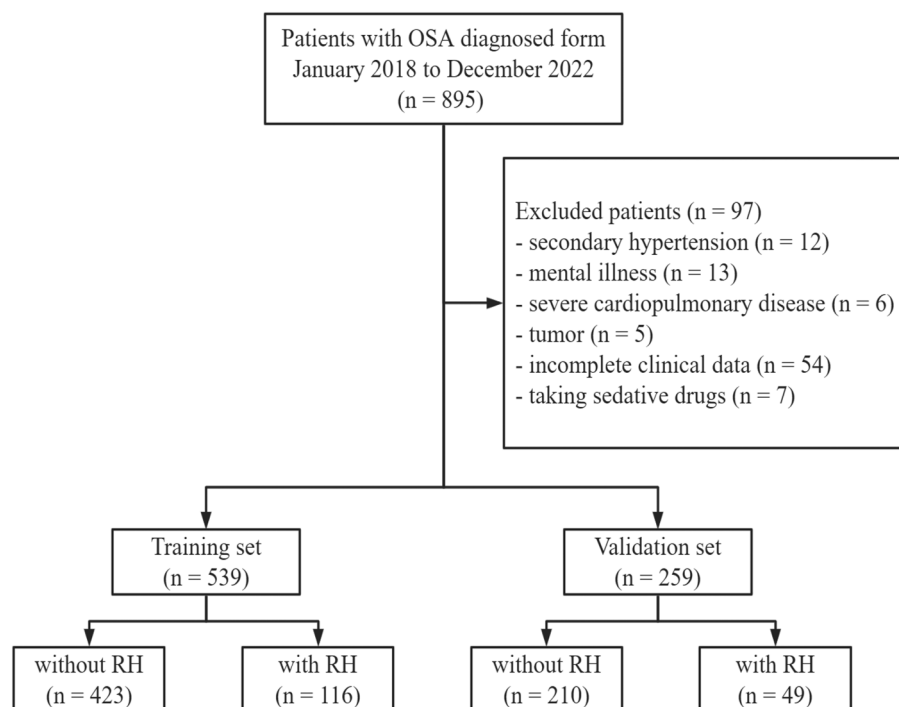 Patients with OSA diagnosed form
January 2018 to December 2022
(n = 895)
Excluded patients (n = 97)
- secondary hypertension (n = 12)
- mental illness (n = 13)
- severe cardiopulmonary disease (n = 6)
- tumor (n = 5)
- incomplete clinical data (n = 54)
- taking sedative drugs (n = 7)
Training set
(n = 539)
Validation set
(n = 259)
without RH
(n = 423)
with RH
(n = 116)
without RH
(n = 210)
with RH
(n = 49)